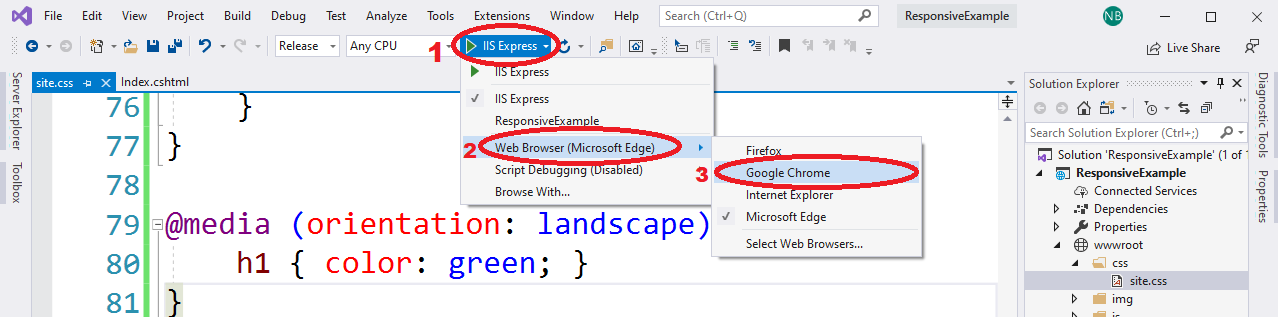 File Edit View Project Build Debug Test Analyze Tools Extensions Window Help Search (Ctrl+Q) ResponsiveExample NB
1 Release Any CPU IIS Express Live Share
site.css Index.cshtml
IIS Express
IIS Express
ResponsiveExample
2 Web Browser (Microsoft Edge)
Script Debugging (Disabled)
Browse With...
Firefox
3 Google Chrome
Internet Explorer
Microsoft Edge
Select Web Browsers...
76 }
77 }
78
79 @media (orientation: landscape)
80 h1 { color: green; }
81 }
Server Explorer
Toolbox
Solution Explorer
Search Solution Explorer (Ctrl+;)
Solution 'ResponsiveExample' (1 of 1
ResponsiveExample
Connected Services
Dependencies
Properties
wwwroot
css
site.css
img
js
Diagnostic Tools
Properties